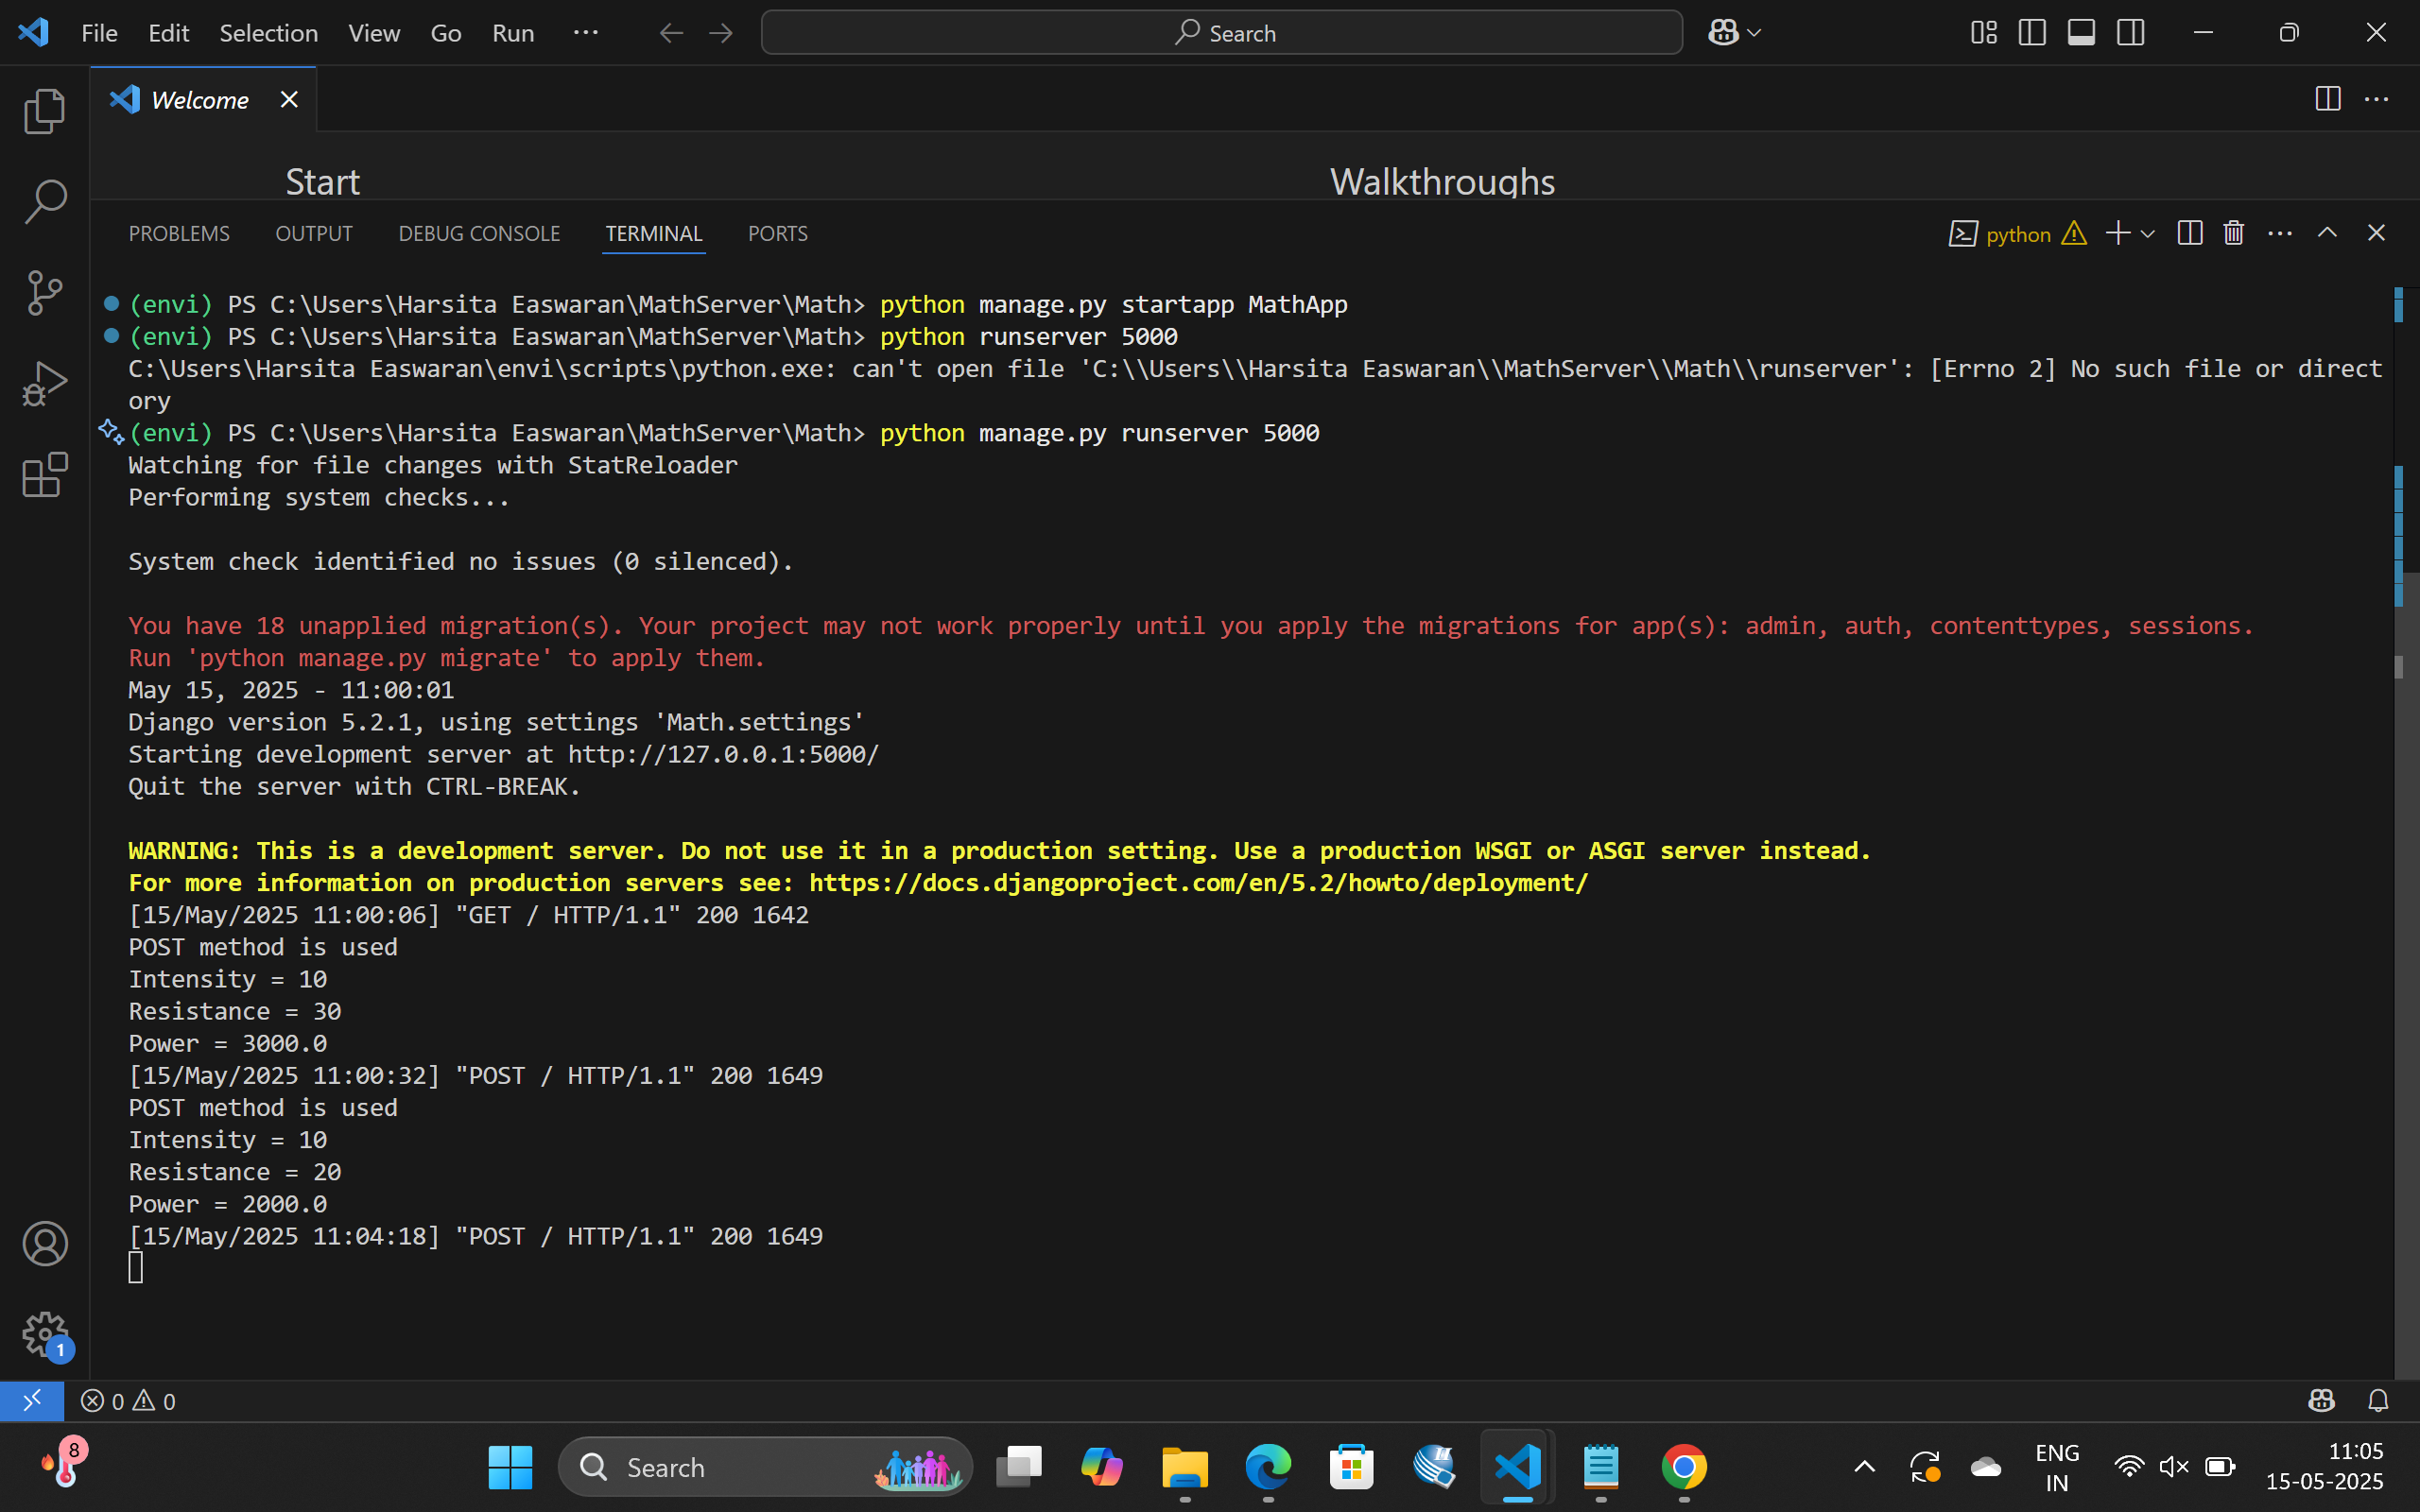 File Edit Selection View Go Run ... Search
Welcome
Start Walkthroughs
PROBLEMS OUTPUT DEBUG CONSOLE TERMINAL PORTS python
(envi) PS C:\Users\Harsita Easwaran\MathServer\Math> python manage.py startapp MathApp
(envi) PS C:\Users\Harsita Easwaran\MathServer\Math> python runserver 5000
C:\Users\Harsita Easwaran\envi\scripts\python.exe: can't open file 'C:\\Users\\Harsita Easwaran\\MathServer\\Math\\runserver': [Errno 2] No such file or direct
ory
(envi) PS C:\Users\Harsita Easwaran\MathServer\Math> python manage.py runserver 5000
Watching for file changes with StatReloader
Performing system checks...
System check identified no issues (0 silenced).
You have 18 unapplied migration(s). Your project may not work properly until you apply the migrations for app(s): admin, auth, contenttypes, sessions.
Run 'python manage.py migrate' to apply them.
May 15, 2025 - 11:00:01
Django version 5.2.1, using settings 'Math.settings'
Starting development server at http://127.0.0.1:5000/
Quit the server with CTRL-BREAK.
WARNING: This is a development server. Do not use it in a production setting. Use a production WSGI or ASGI server instead.
For more information on production servers see: https://docs.djangoproject.com/en/5.2/howto/deployment/
[15/May/2025 11:00:06] "GET / HTTP/1.1" 200 1642
POST method is used
Intensity = 10
Resistance = 30
Power = 3000.0
[15/May/2025 11:00:32] "POST / HTTP/1.1" 200 1649
POST method is used
Intensity = 10
Resistance = 20
Power = 2000.0
[15/May/2025 11:04:18] "POST / HTTP/1.1" 200 1649
1
0 0
8 Search ENG 11:05
IN 15-05-2025